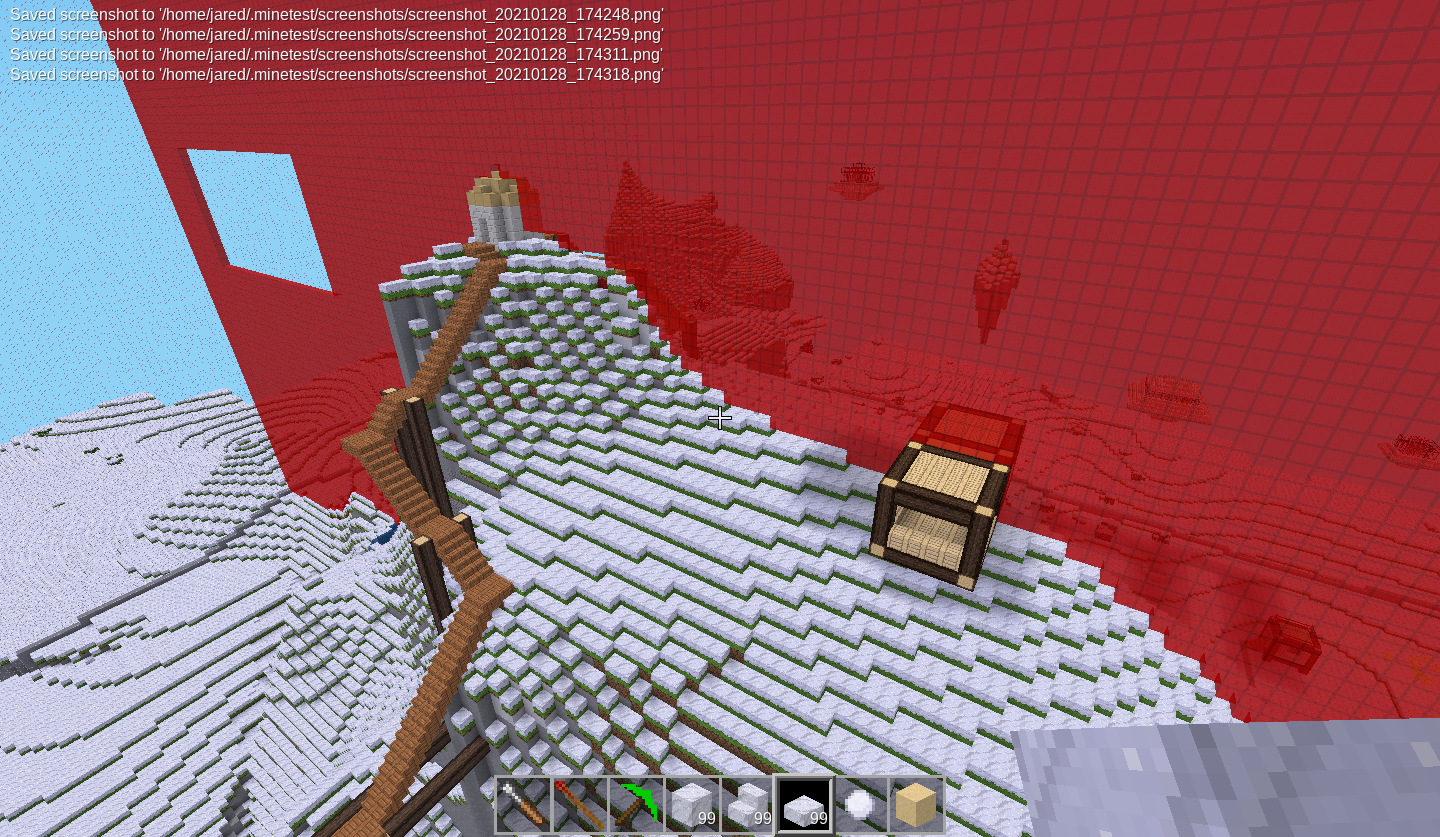 Saved screenshot to '/home/jared/.minetest/screenshots/screenshot_20210128_174248.png'
Saved screenshot to '/home/jared/.minetest/screenshots/screenshot_20210128_174259.png'
Saved screenshot to '/home/jared/.minetest/screenshots/screenshot_20210128_174311.png'
Saved screenshot to '/home/jared/.minetest/screenshots/screenshot_20210128_174318.png'
99 99 99